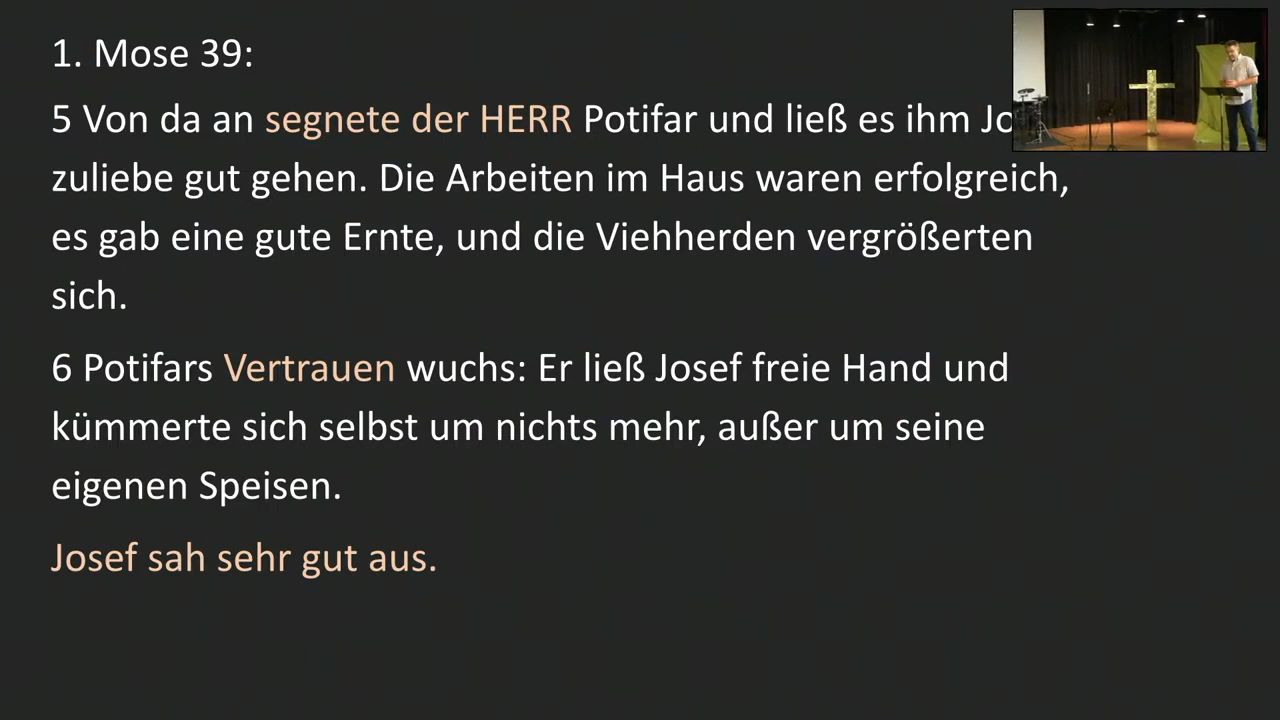 1. Mose 39:
5 Von da an segnete der HERR Potifar und ließ es ihm
zuliebe gut gehen. Die Arbeiten im Haus waren erfolgreich,
es gab eine gute Ernte, und die Viehherden vergrößerten
sich.
6 Potifars Vertrauen wuchs: Er ließ Josef freie Hand und
kümmerte sich selbst um nichts mehr, außer um seine
eigenen Speisen.
Josef sah sehr gut aus.